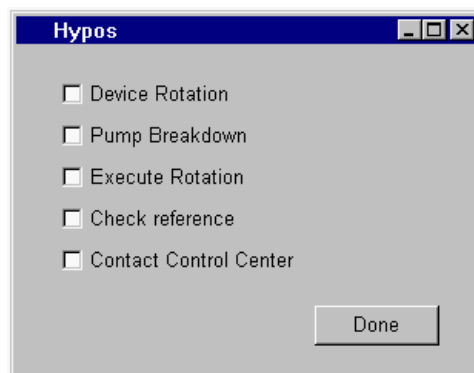 Hypos
Device Rotation
Pump Breakdown
Execute Rotation
Check reference
Contact Control Center
Done